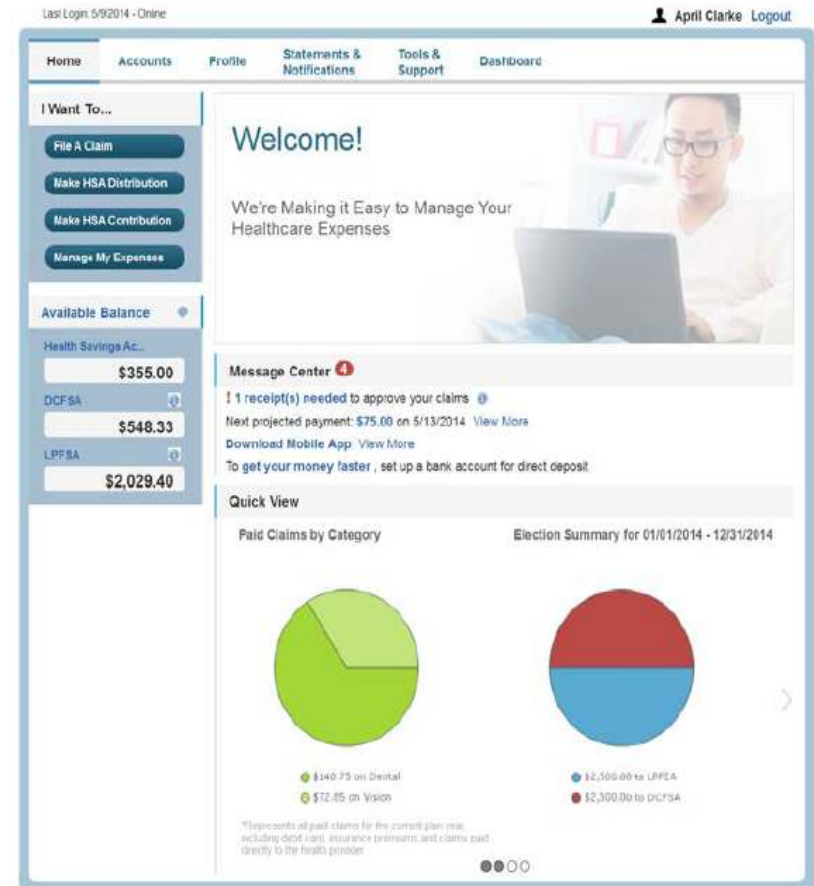 Last Login: 5/9/2014 - Online
April Clarke Logout
Home
Accounts
Profile
Statements &
Notifications
Tools &
Support
Dashboard
I Want To...
File A Claim
Make HSA Distribution
Make HSA Contribution
Manage My Expenses
Available Balance
Health Savings Ac...
$355.00
DCFSA
$548.33
LPFSA
$2,029.40
Welcome!
We're Making it Easy to Manage Your
Healthcare Expenses
Message Center 4
! 1 receipt(s) needed to approve your claims
Next projected payment: $75.00 on 5/13/2014 View More
Download Mobile App View More
To get your money faster , set up a bank account for direct deposit
Quick View
Paid Claims by Category
$140.75 on Dental
$72.85 on Vision
*Represents all paid claims for the current plan year,
including debit card, insurance premiums and claims paid
directly to the health provider
Election Summary for 01/01/2014 - 12/31/2014
$2,500.00 to LPFSA
to DCFSA